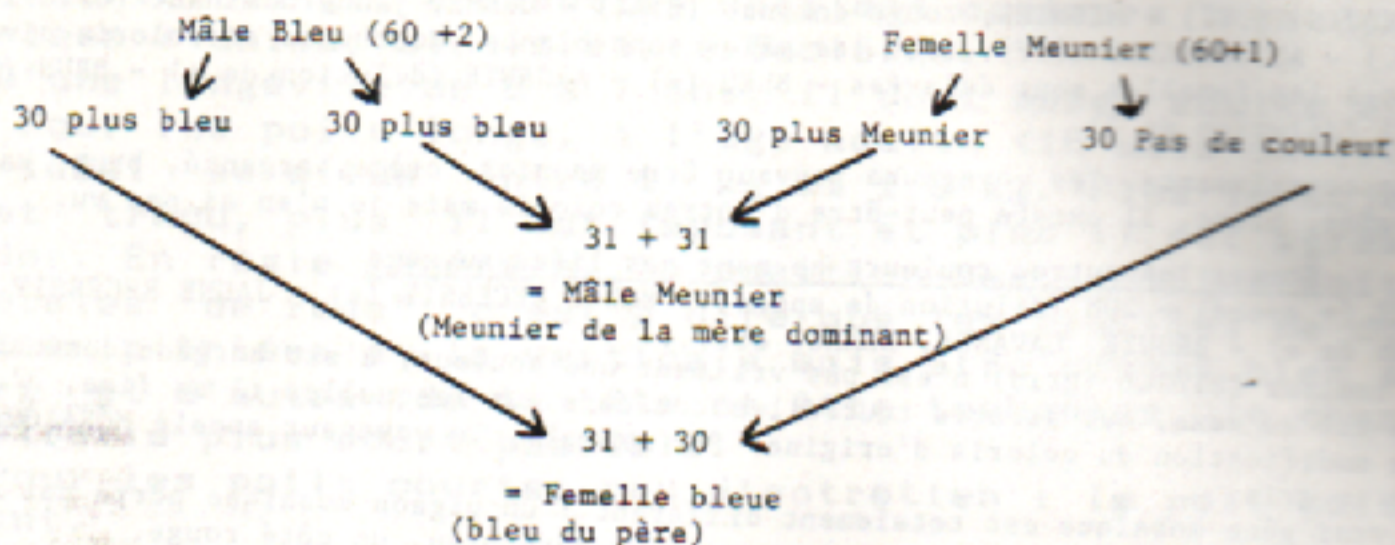 Mâle Bleu (60 +2)
Femelle Meunier (60+1)
30 plus bleu 30 plus bleu 30 plus Meunier 30 Pas de couleur
31 + 31
= Mâle Meunier
(Meunier de la mère dominant)
31 + 30
= Femelle bleue
(bleu du père)